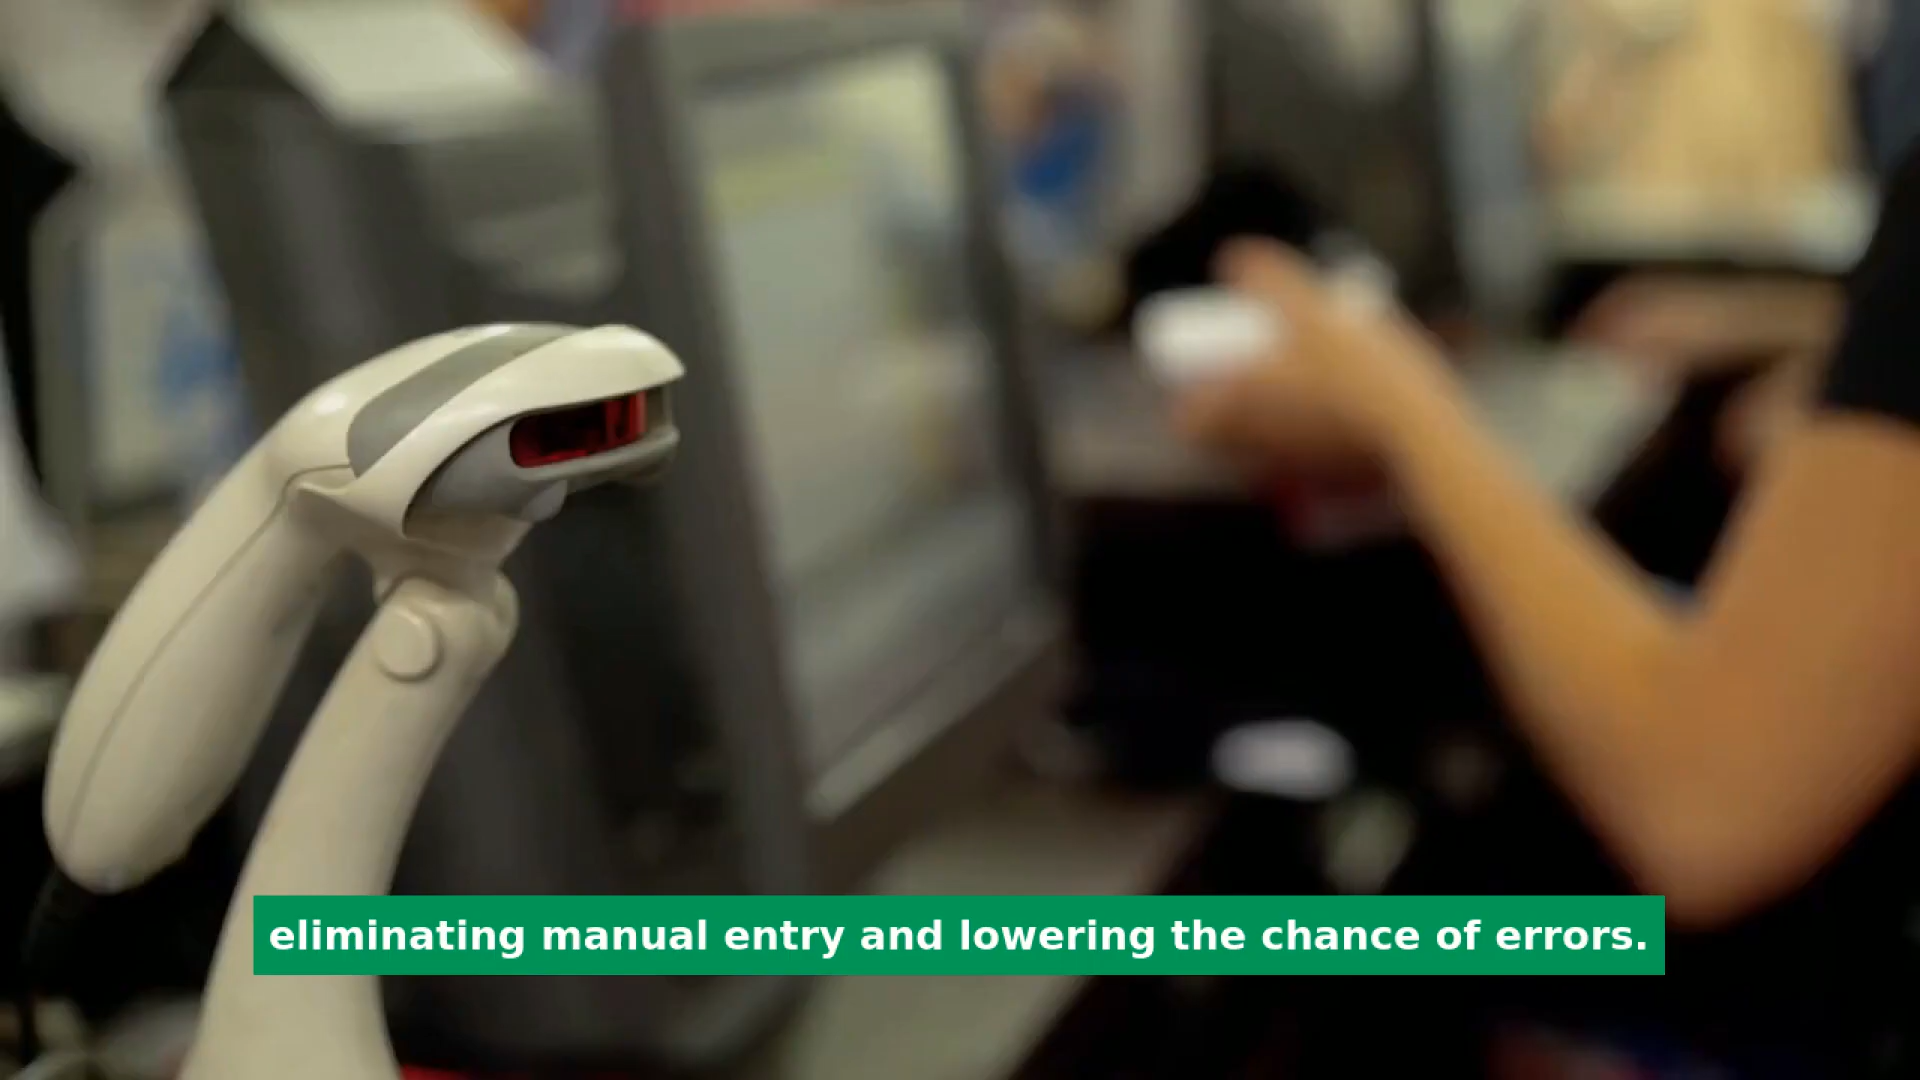 eliminating manual entry and lowering the chance of errors.